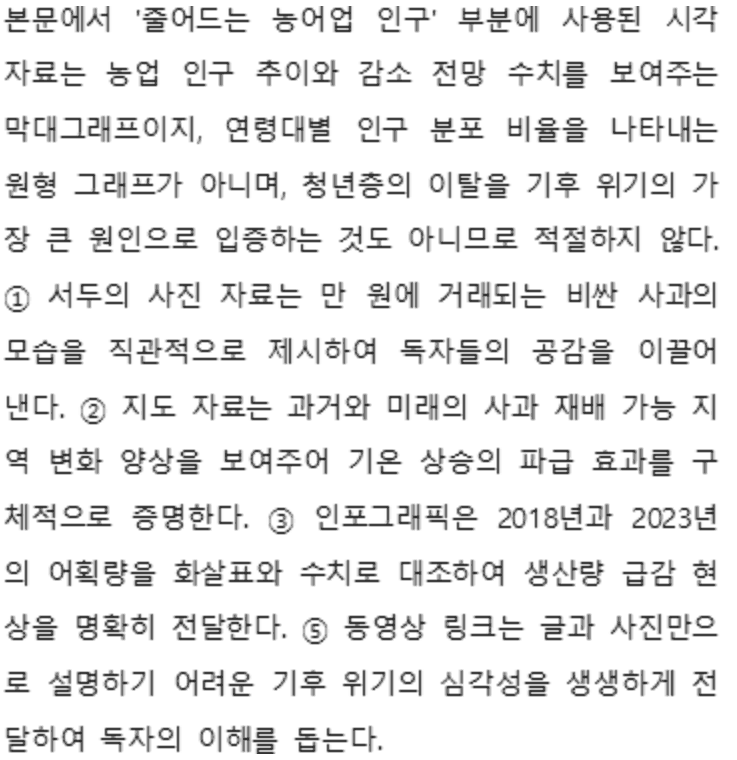 본문에서 '줄어드는 농어업 인구' 부분에 사용된 시각
자료는 농업 인구 추이와 감소 전망 수치를 보여주는
막대그래프이지, 연령대별 인구 분포 비율을 나타내는
원형 그래프가 아니며, 청년층의 이탈을 기후 위기의 가
장 큰 원인으로 입증하는 것도 아니므로 적절하지 않다.
① 서두의 사진 자료는 만 원에 거래되는 비싼 사과의
모습을 직관적으로 제시하여 독자들의 공감을 이끌어
낸다. ② 지도 자료는 과거와 미래의 사과 재배 가능 지
역 변화 양상을 보여주어 기온 상승의 파급 효과를 구
체적으로 증명한다. ③ 인포그래픽은 2018년과 2023년
의 어획량을 화살표와 수치로 대조하여 생산량 급감 현
상을 명확히 전달한다. ⑤ 동영상 링크는 글과 사진만으
로 설명하기 어려운 기후 위기의 심각성을 생생하게 전
달하여 독자의 이해를 돕는다.